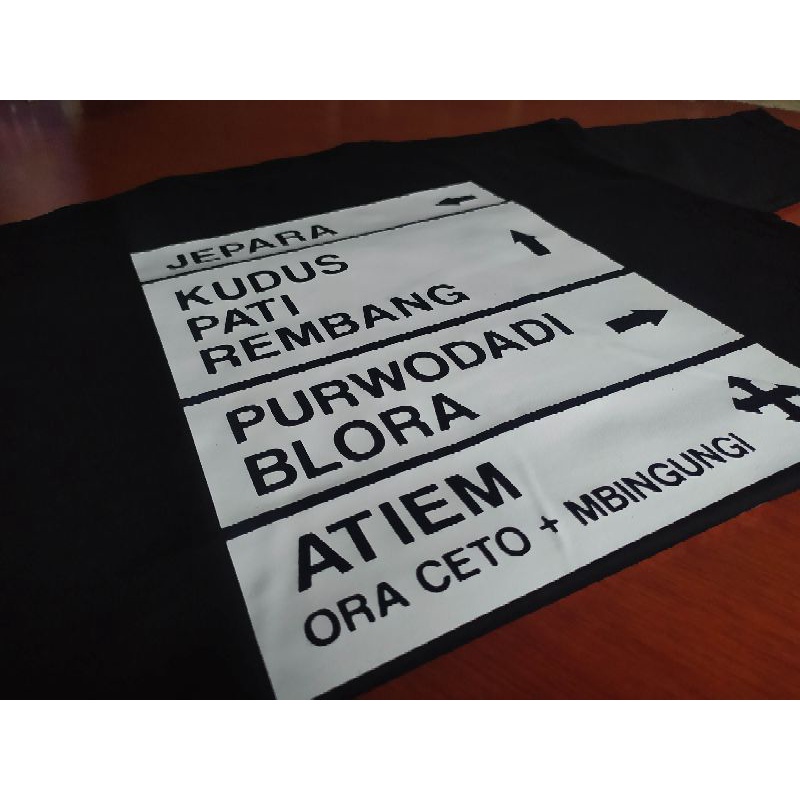 JEPARA
KUDUS
PATI
REMBANG
PURWODADI
BLORA
ATIEM
ORA CETO + MBINGUNGI